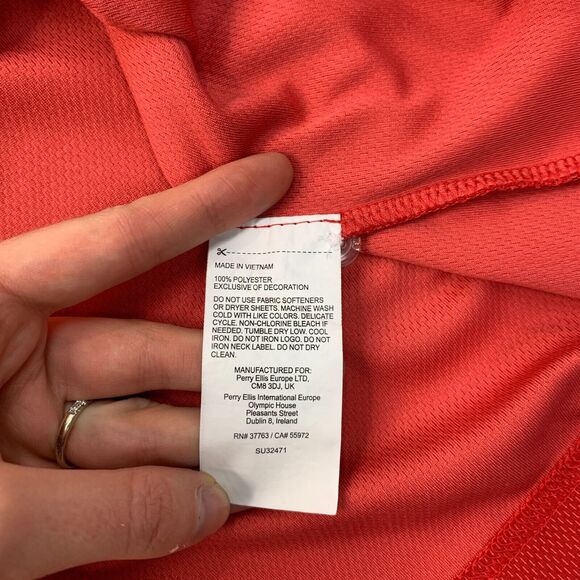 MADE IN VIETNAM
100% POLYESTER
EXCLUSIVE OF DECORATION
DO NOT USE FABRIC SOFTENERS
OR DRYER SHEETS. MACHINE WASH
COLD WITH LIKE COLORS. DELICATE
CYCLE. NON-CHLORINE BLEACH IF
NEEDED. TUMBLE DRY LOW. COOL
IRON. DO NOT IRON LOGO. DO NOT
IRON NECK LABEL. DO NOT DRY
CLEAN.
MANUFACTURED FOR:
Perry Ellis Europe LTD,
CM8 3DJ, UK
Perry Ellis International Europe
Olympic House
Pleasants Street
Dublin 8, Ireland
RN# 37763 / CA# 55972
SU32471